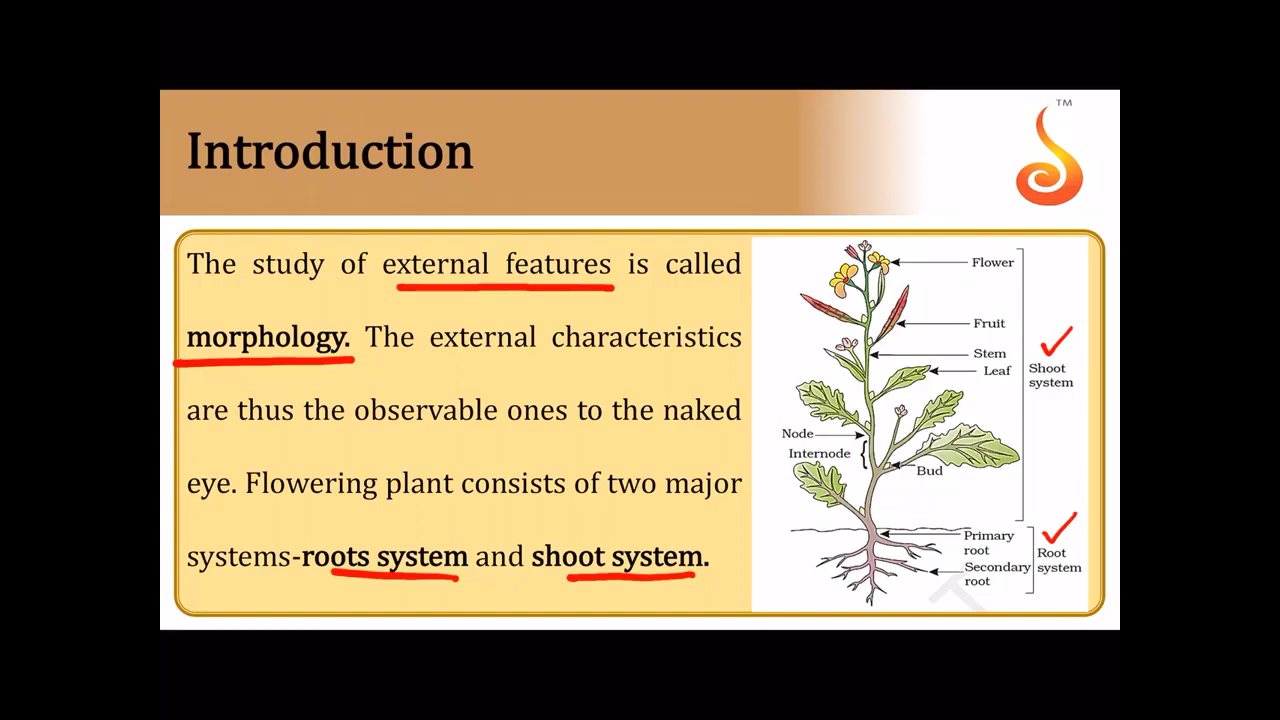 Introduction
TM
The study of external features is called
morphology. The external characteristics
are thus the observable ones to the naked
eye. Flowering plant consists of two major
systems-roots system and shoot system.
Flower
Fruit
Stem
Leaf
Shoot
system
Node
Internode
Bud
Primary
root
Secondary
root
Root
system